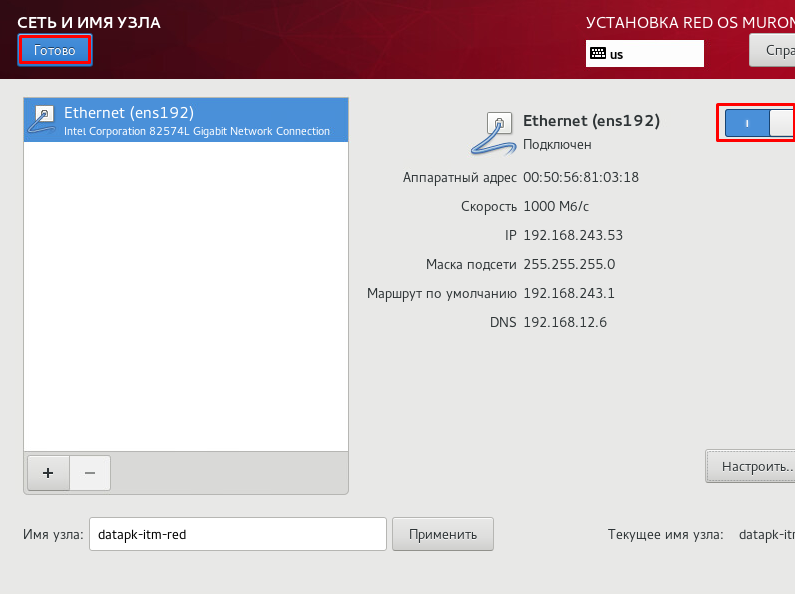 СЕТЬ И ИМЯ УЗЛА
УСТАНОВКА RED OS MUROM
Готово
us
Спра
Ethernet (ens192)
Intel Corporation 82574L Gigabit Network Connection
Ethernet (ens192)
Подключен
Аппаратный адрес 00:50:56:81:03:18
Скорость 1000 Мб/с
IP 192.168.243.53
Маска подсети 255.255.255.0
Маршрут по умолчанию 192.168.243.1
DNS 192.168.12.6
Настроить..
Имя узла: datapk-itm-red
Применить
Текущее имя узла: datapk-itm